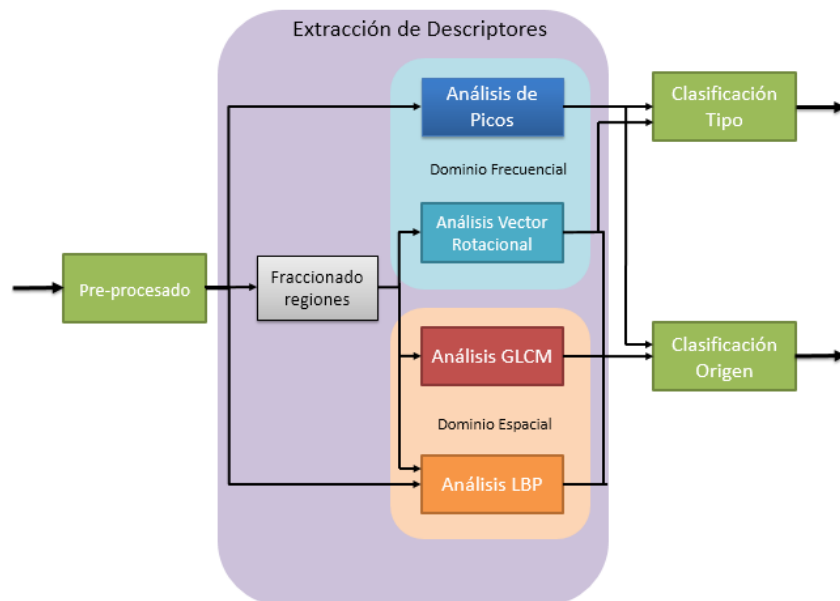 Extracción de Descriptores
Análisis de
Picos
Clasificación
Tipo
Dominio Frecuencial
Análisis Vector
Rotacional
Pre-procesado
Fraccionado
regiones
Análisis GLCM
Clasificación
Origen
Dominio Espacial
Análisis LBP